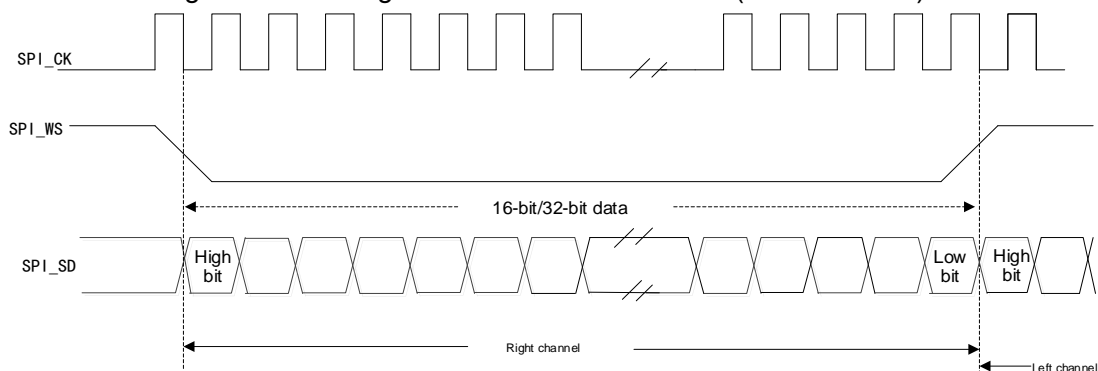 SPI_CK
SPI_WS
16-bit/32-bit data
SPI_SD
High bit
Low bit
High bit
Right channel
Left channel